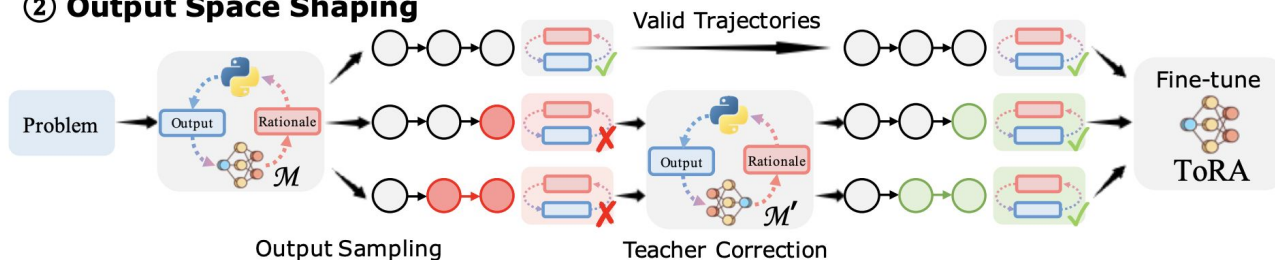 ② Output Space Shaping
Valid Trajectories
Problem
Output
Rationale
M
Output
Rationale
M′
Fine-tune
ToRA
Output Sampling
Teacher Correction